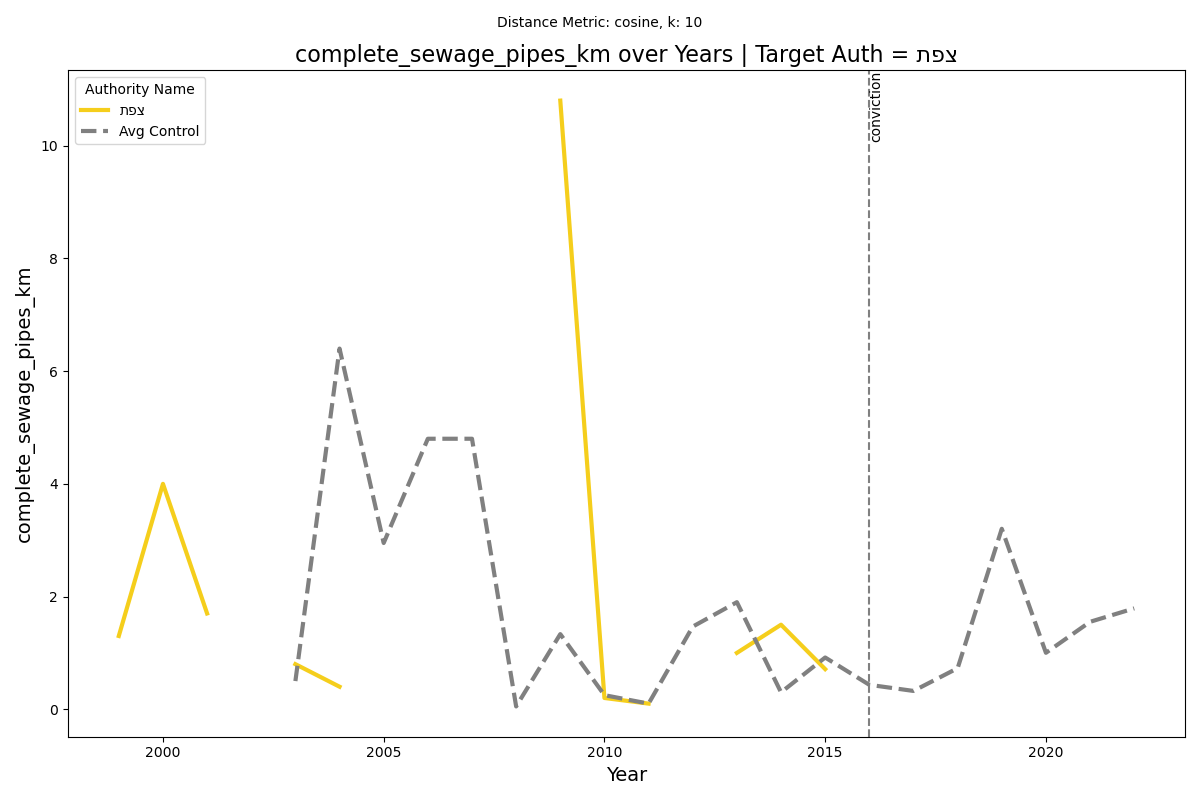 Distance Metric: cosine, k: 10
complete_sewage_pipes_km over Years | Target Auth = צפת
Authority Name
צפת
Avg Control
conviction
complete_sewage_pipes_km
10
8
6
4
2
0
2000
2005
2010
2015
2020
Year